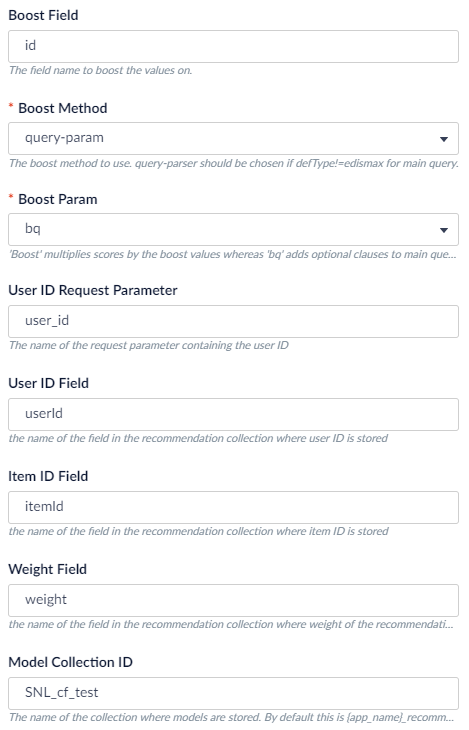 Boost Field
id
The field name to boost the values on.
* Boost Method
query-param
The boost method to use. query-parser should be chosen if defType!=edismax for main query.
* Boost Param
bq
'Boost' multiplies scores by the boost values whereas 'bq' adds optional clauses to main que...
User ID Request Parameter
user_id
The name of the request parameter containing the user ID
User ID Field
userId
the name of the field in the recommendation collection where user ID is stored
Item ID Field
itemId
the name of the field in the recommendation collection where item ID is stored
Weight Field
weight
the name of the field in the recommendation collection where weight of the recommendati...
Model Collection ID
SNL_cf_test
The name of the collection where models are stored. By default this is {app_name}_recomm...